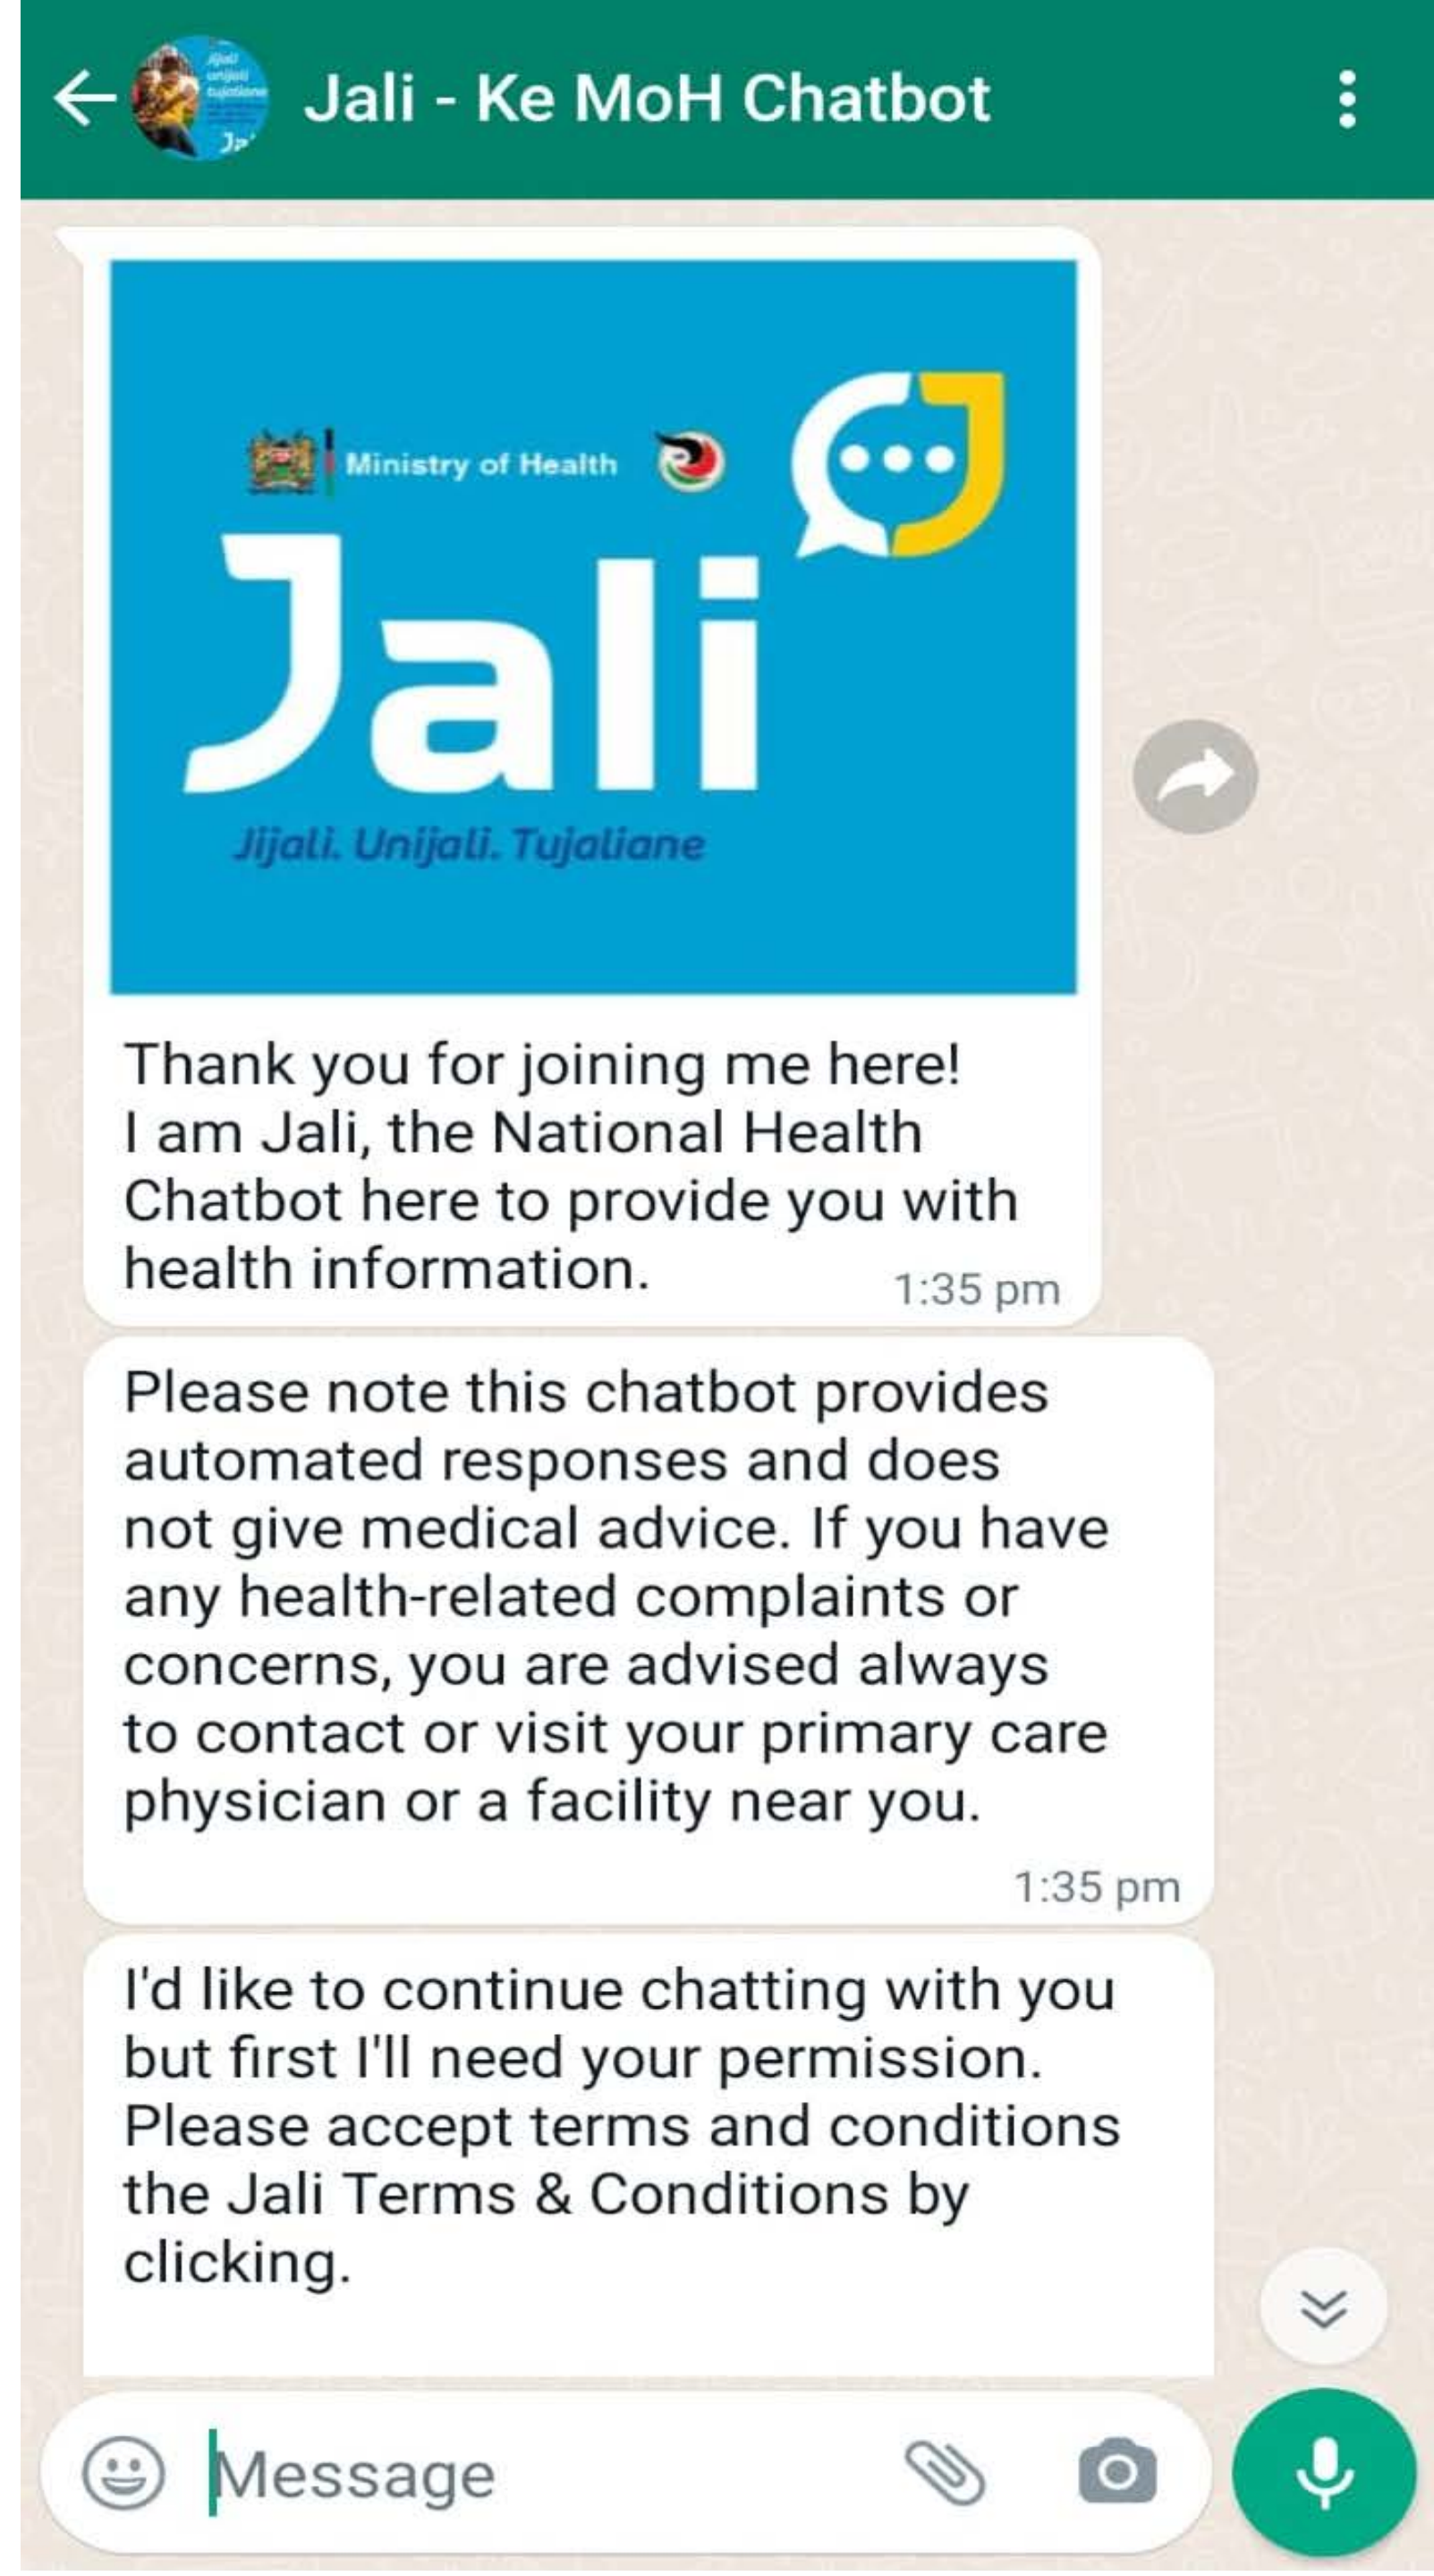 Jijali
unijali
tujaliane
Jali - Ke MoH Chatbot
Ministry of Health
Jali
Jijali. Unijali. Tujaliane
Thank you for joining me here!
I am Jali, the National Health
Chatbot here to provide you with
health information.
1:35 pm
Please note this chatbot provides
automated responses and does
not give medical advice. If you have
any health-related complaints or
concerns, you are advised always
to contact or visit your primary care
physician or a facility near you.
1:35 pm
I'd like to continue chatting with you
but first I'll need your permission.
Please accept terms and conditions
the Jali Terms & Conditions by
clicking.
Message